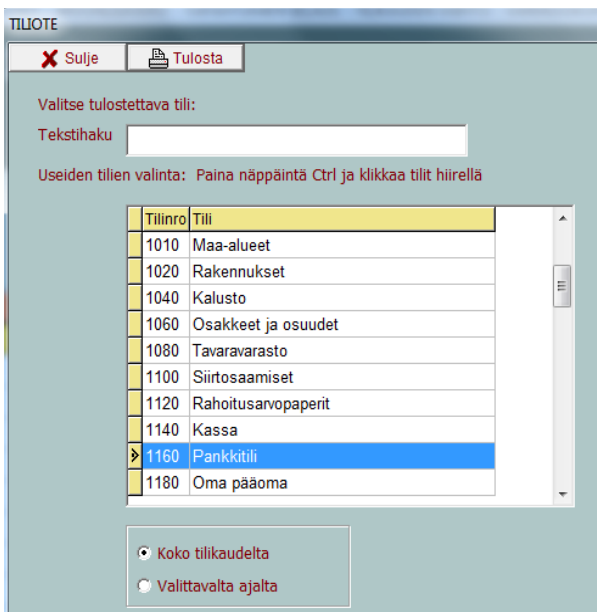 TILIOTE
Sulje Tulosta
Valitse tulostettava tili:
Tekstihaku
Useiden tilien valinta: Paina näppäintä Ctrl ja klikkaa tilit hiirellä
Tilinro Tili
1010 Maa-alueet
1020 Rakennukset
1040 Kalusto
1060 Osakkeet ja osuudet
1080 Tavaravarasto
1100 Siirtosaamiset
1120 Rahoitusarvopaperit
1140 Kassa
1160 Pankkitili
1180 Oma pääoma
Koko tilikaudelta
Valittavalta ajalta